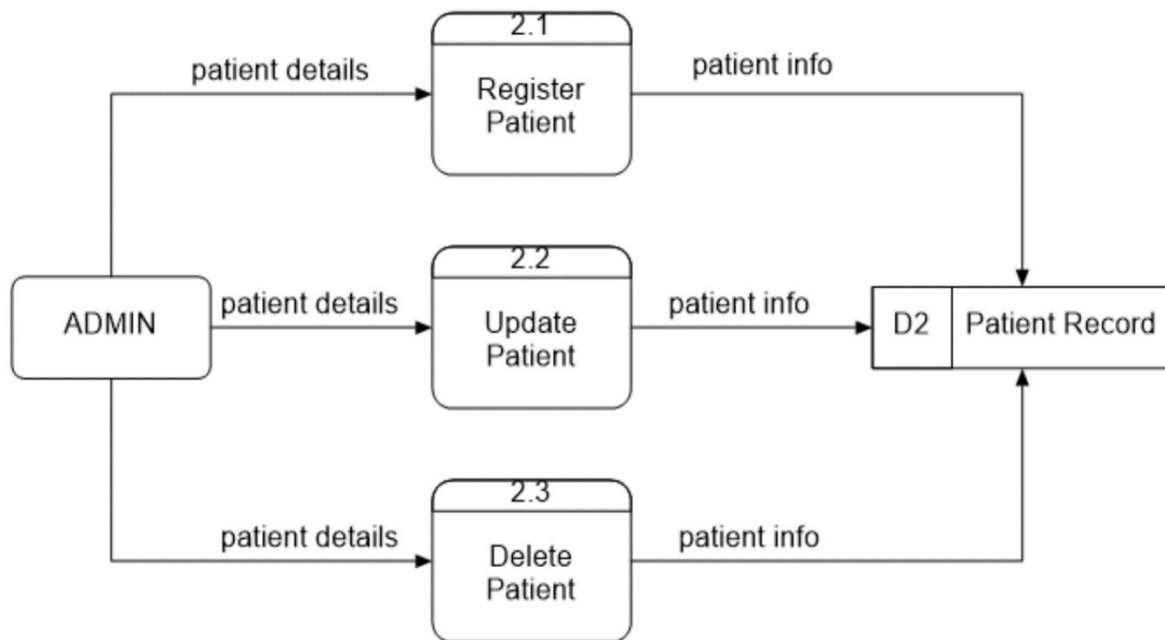 2.1
patient details
Register
Patient
patient info
2.2
ADMIN
patient details
Update
Patient
patient info
D2
Patient Record
2.3
patient details
Delete
Patient
patient info